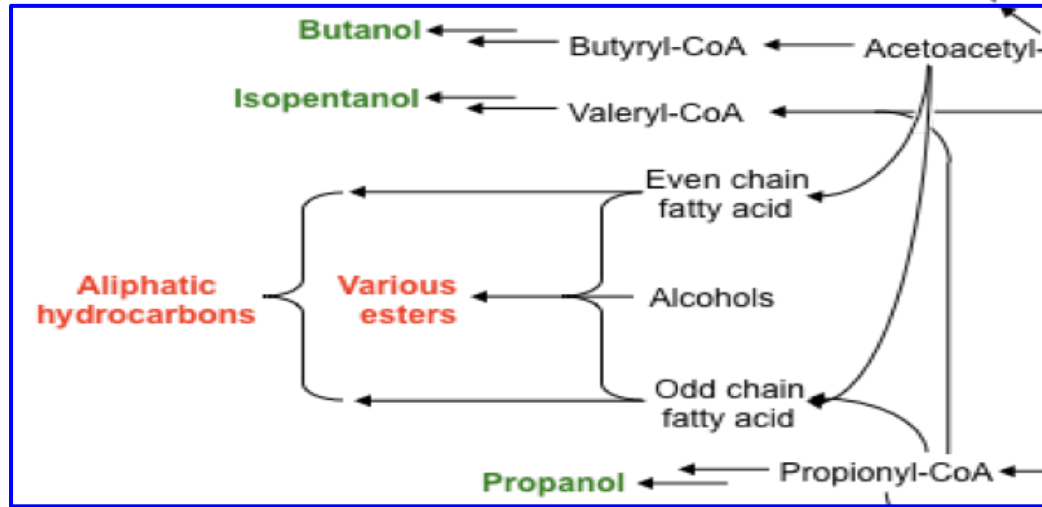 Butanol
Butyryl-CoA
Acetoacetyl-
Isopentanol
Valeryl-CoA
Even chain
fatty acid
Aliphatic
hydrocarbons
Various
esters
Alcohols
Odd chain
fatty acid
Propanol
Propionyl-CoA